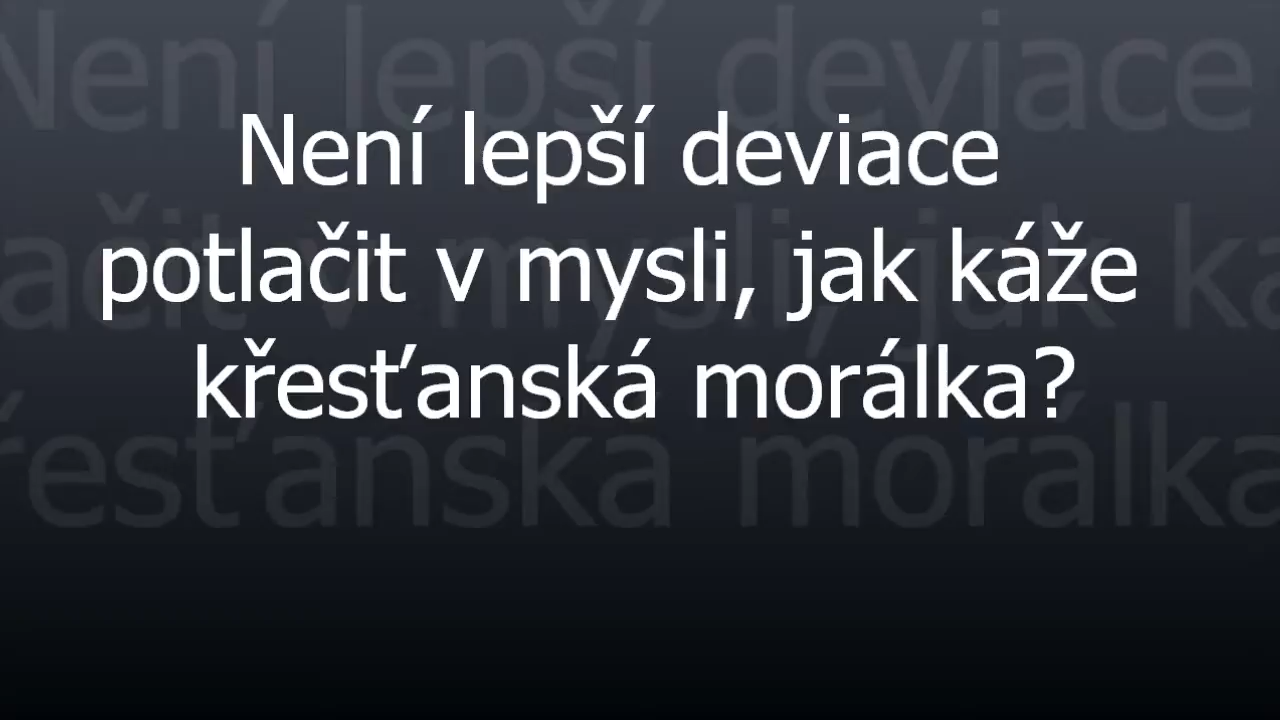 Není lepší deviace
potlačit v mysli, jak káže
křesťanská morálka?